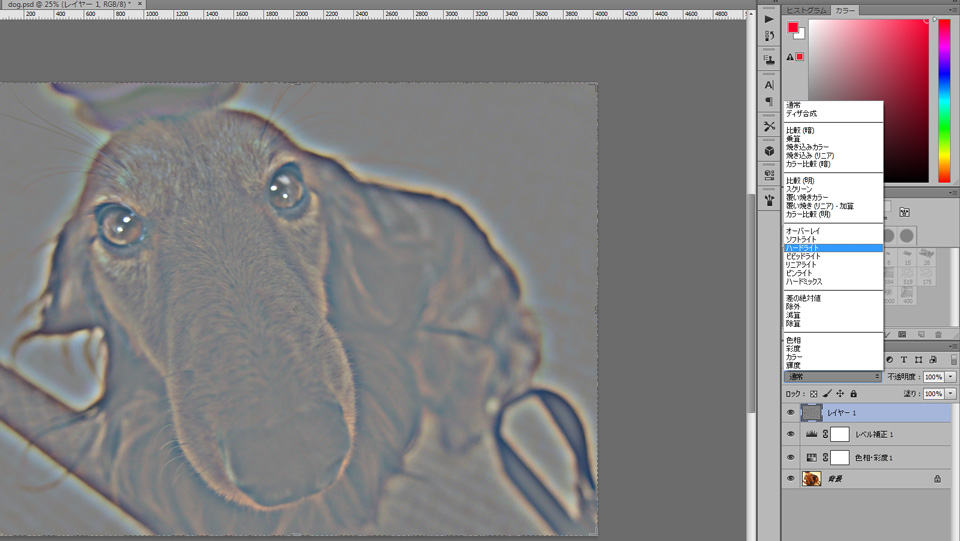 dog.psd @ 25% (レイヤー 1, RGB/8) * ×
200 400 600 800 1000 1200 1400 1600 1800 2000 2200 2400 2600 2800 3000 3200 3400 3600 3800 4000 4200 4400 4600 4800
ヒストグラム カラー
通常
ディザ合成
比較 (暗)
乗算
焼き込みカラー
焼き込み (リニア)
カラー比較 (暗)
比較 (明)
スクリーン
覆い焼きカラー
覆い焼き (リニア) - 加算
カラー比較 (明)
オーバーレイ
ソフトライト
ハードライト
ビビッドライト
リニアライト
ピンライト
ハードミックス
差の絶対値
除外
減算
除算
色相
彩度
カラー
輝度
通常 不透明度 : 100%
ロック : 塗り : 100%
レイヤー 1
レベル補正 1
色相・彩度 1
背景